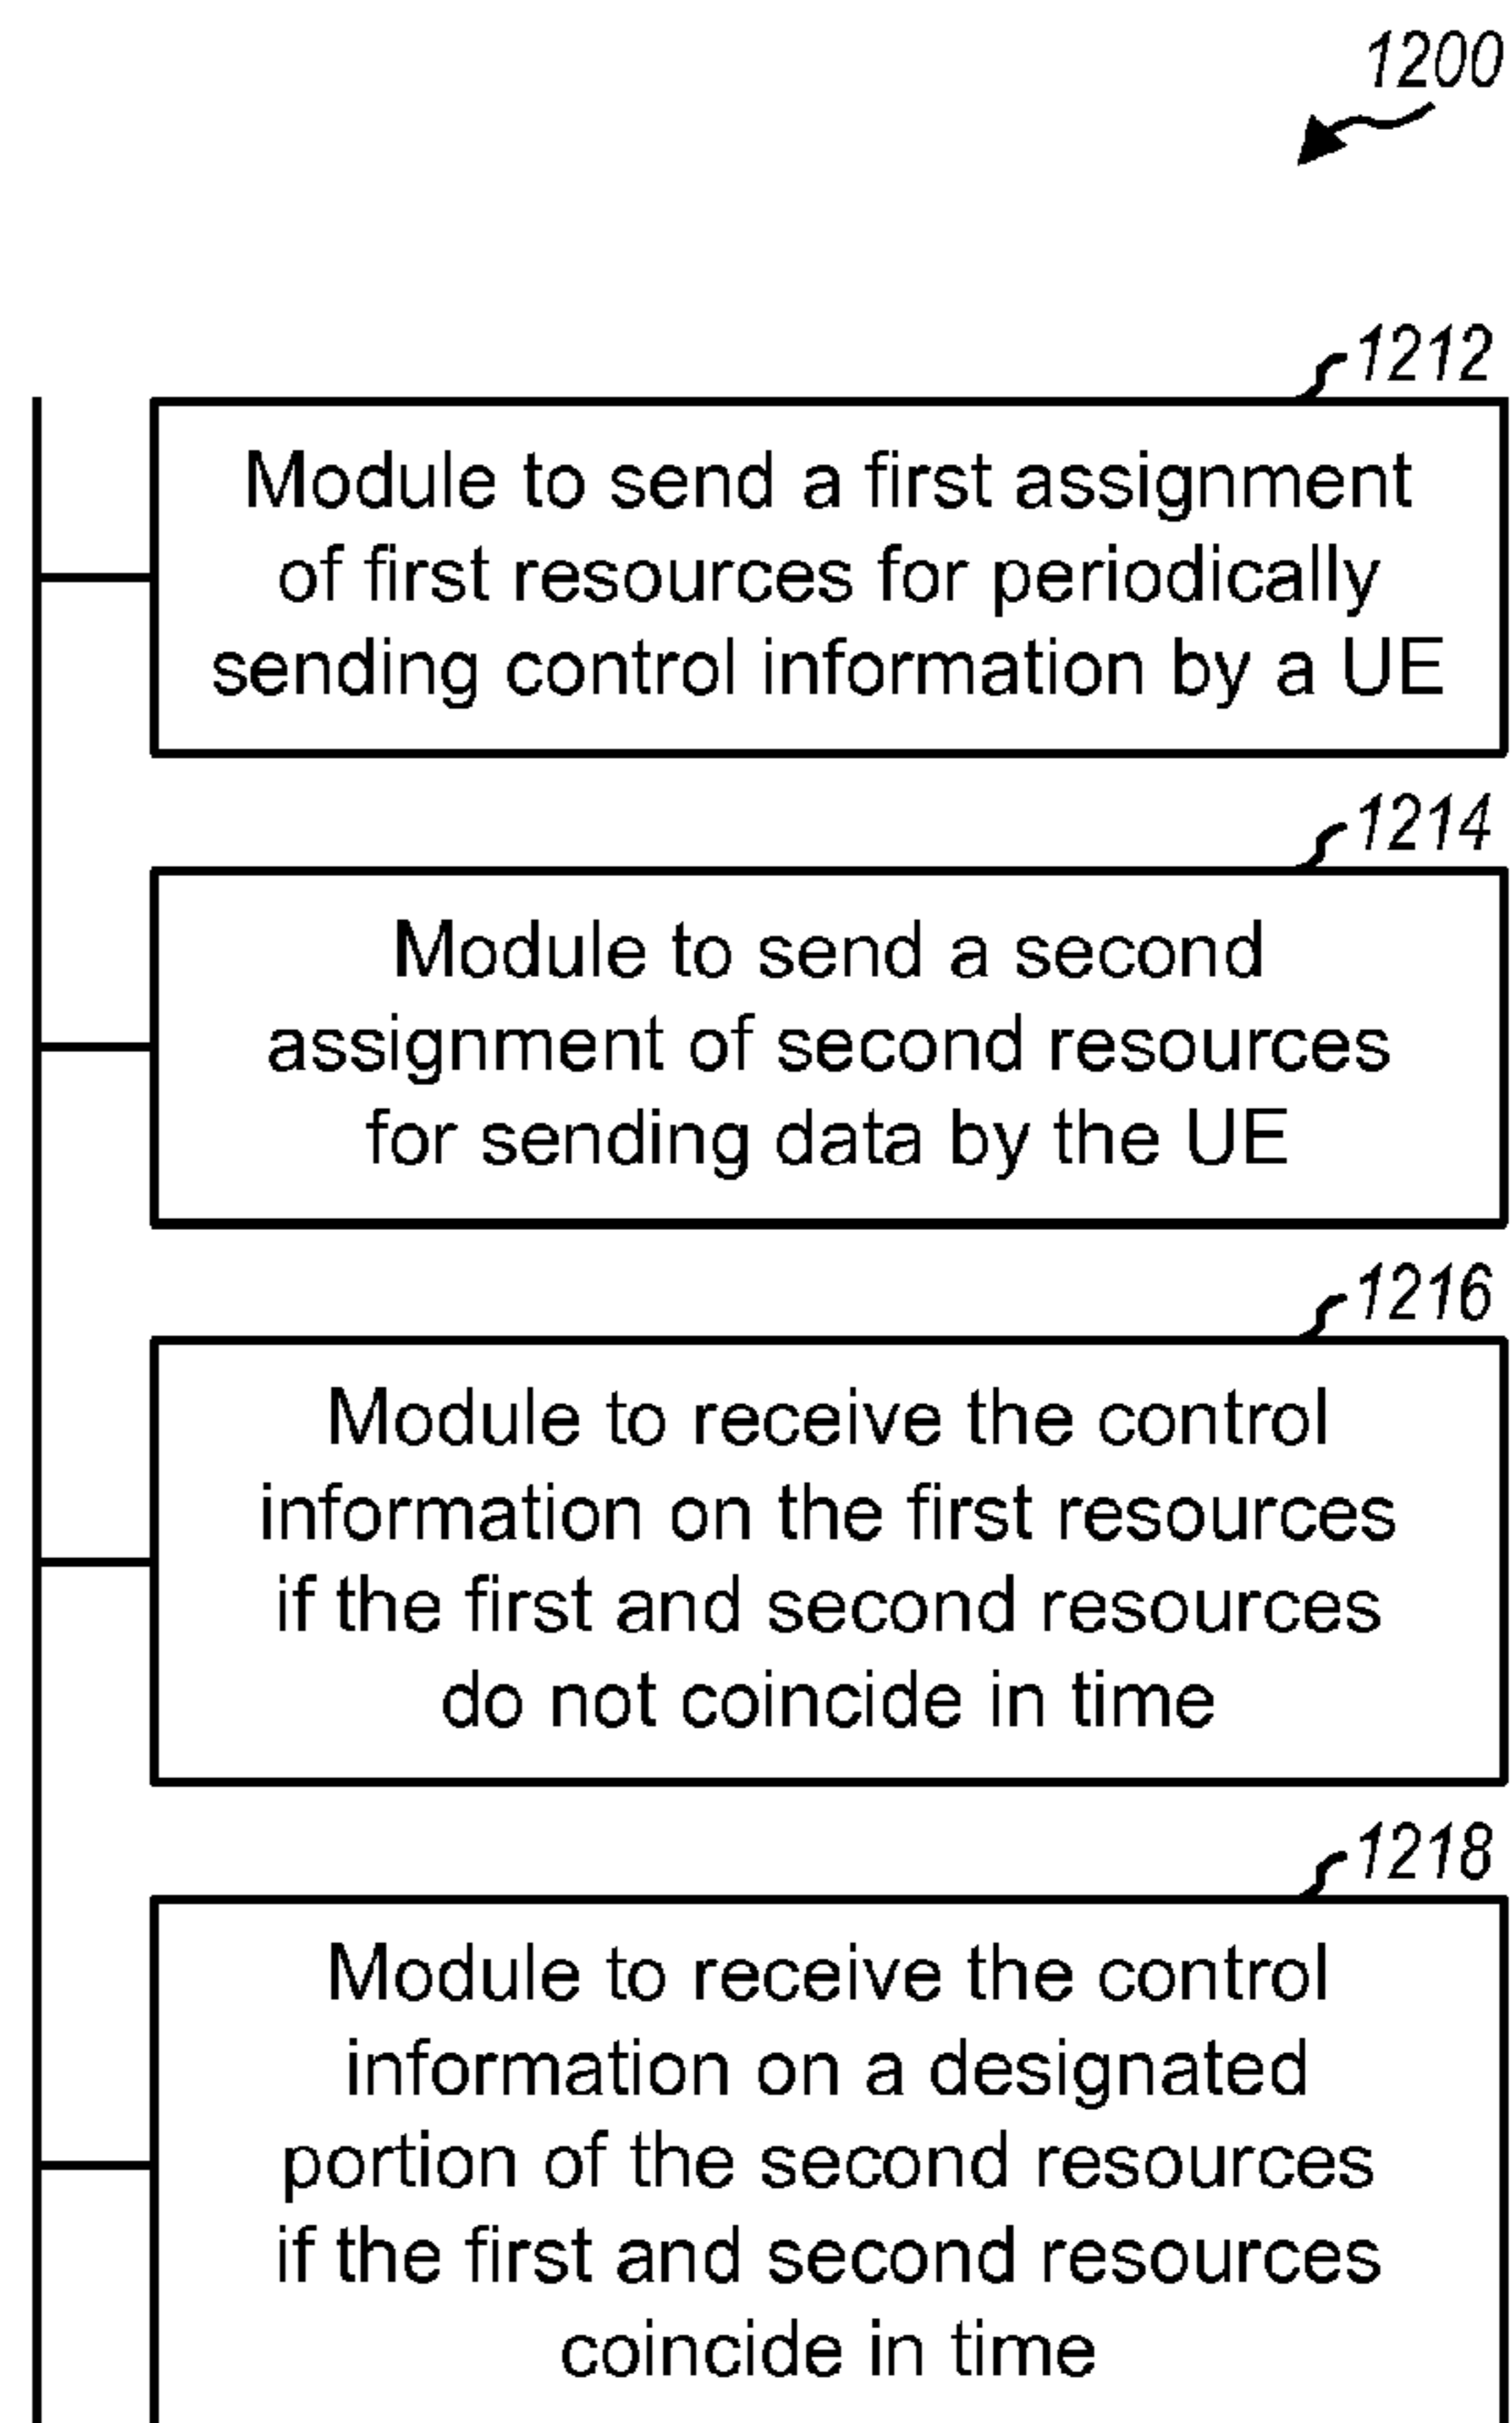 1200
1212
Module to send a first assignment
of first resources for periodically
sending control information by a UE
1214
Module to send a second
assignment of second resources
for sending data by the UE
1216
Module to receive the control
information on the first resources
if the first and second resources
do not coincide in time
1218
Module to receive the control
information on a designated
portion of the second resources
if the first and second resources
coincide in time